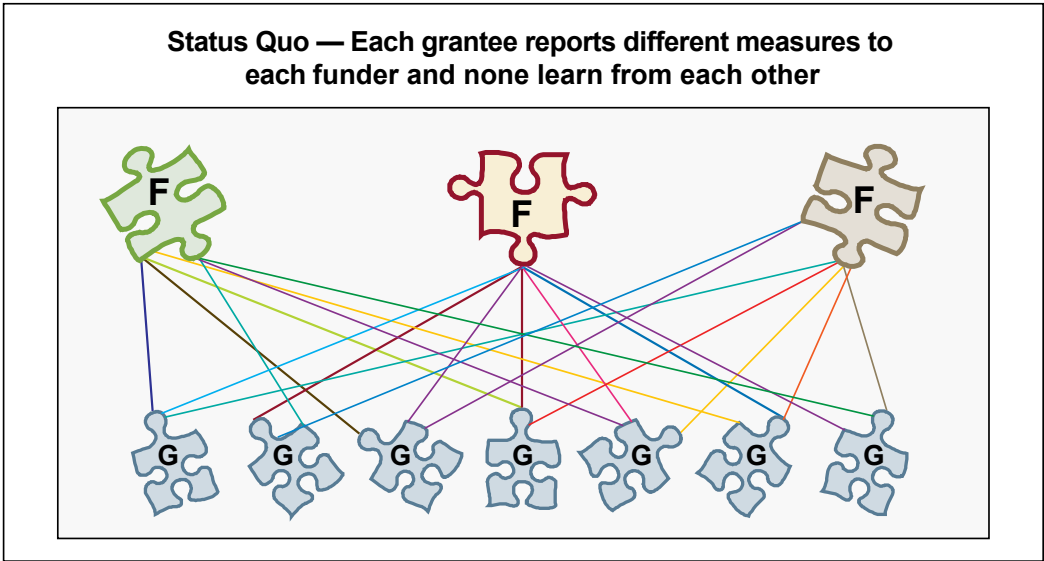 Status Quo — Each grantee reports different measures to
each funder and none learn from each other
F
F
F
G
G
G
G
G
G
G